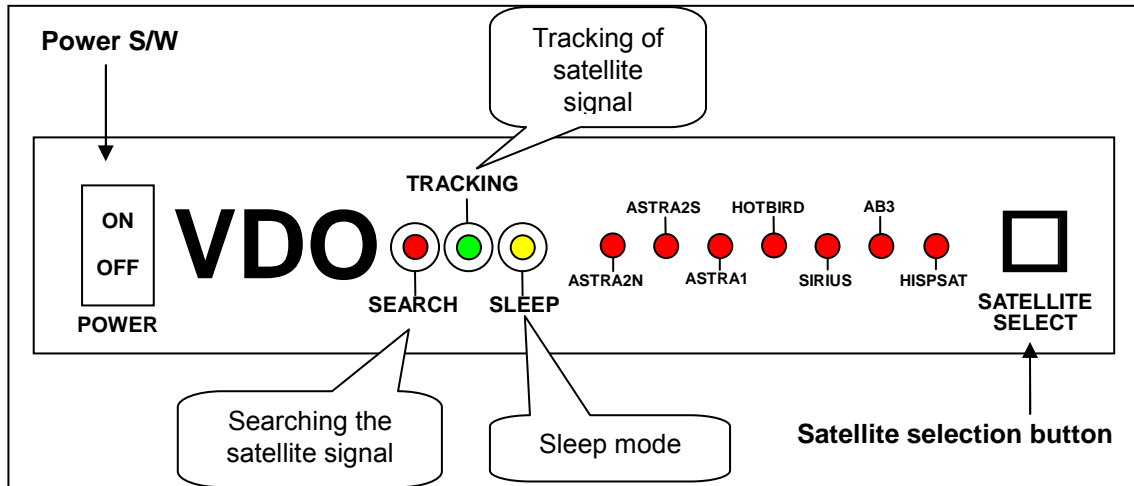 Power S/W
Tracking of
satellite
signal
TRACKING
ON
OFF
POWER
VDO
SEARCH
SLEEP
ASTRA2S
HOTBIRD
AB3
ASTRA2N
ASTRA1
SIRIUS
HISPSAT
SATELLITE
SELECT
Searching the
satellite signal
Sleep mode
Satellite selection button